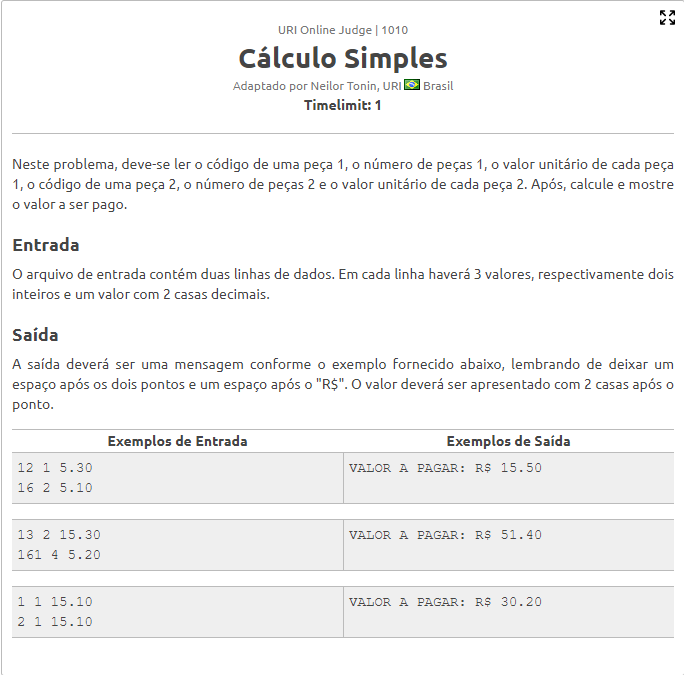 URI Online Judge | 1010
Cálculo Simples
Adaptado por Neilor Tonin, URI Brasil
Timelimit: 1
Neste problema, deve-se ler o código de uma peça 1, o número de peças 1, o valor unitário de cada peça
1, o código de uma peça 2, o número de peças 2 e o valor unitário de cada peça 2. Após, calcule e mostre
o valor a ser pago.
Entrada
O arquivo de entrada contém duas linhas de dados. Em cada linha haverá 3 valores, respectivamente dois
inteiros e um valor com 2 casas decimais.
Saída
A saída deverá ser uma mensagem conforme o exemplo fornecido abaixo, lembrando de deixar um
espaço após os dois pontos e um espaço após o "R$". O valor deverá ser apresentado com 2 casas após o
ponto.
Exemplos de Entrada Exemplos de Saída
12 1 5.30 VALOR A PAGAR: R$ 15.50
16 2 5.10
13 2 15.30 VALOR A PAGAR: R$ 51.40
161 4 5.20
1 1 15.10 VALOR A PAGAR: R$ 30.20
2 1 15.10